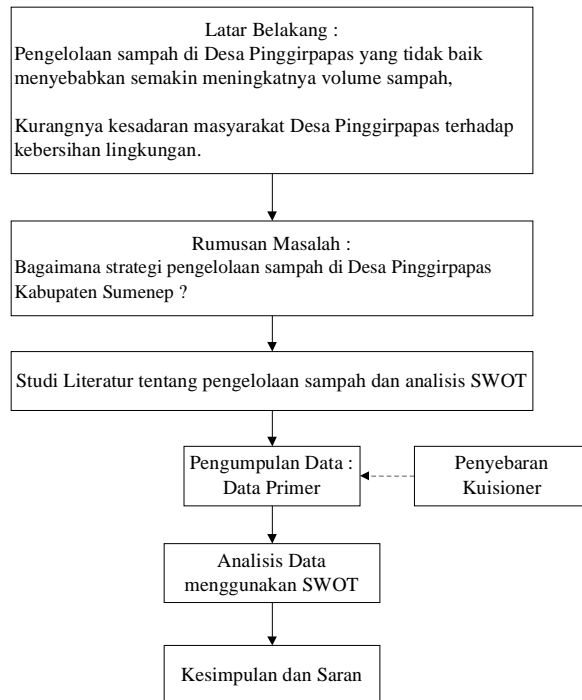 Latar Belakang :
Pengelolaan sampah di Desa Pinggirpapas yang tidak baik
menyebabkan semakin meningkatnya volume sampah,
Kurangnya kesadaran masyarakat Desa Pinggirpapas terhadap
kebersihan lingkungan.
Rumusan Masalah :
Bagaimana strategi pengelolaan sampah di Desa Pinggirpapas
Kabupaten Sumenep ?
Studi Literatur tentang pengelolaan sampah dan analisis SWOT
Pengumpulan Data :
Data Primer
Penyebaran
Kuisioner
Analisis Data
menggunakan SWOT
Kesimpulan dan Saran